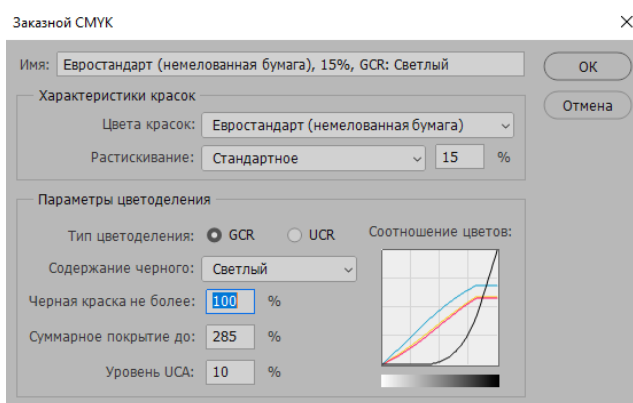 Заказной CMYK
Имя: Евростандарт (немелованная бумага), 15%, GCR: Светлый
OK
Характеристики красок
Отмена
Цвета красок: Евростандарт (немелованная бумага)
Растискивание: Стандартное 15 %
Параметры цветоделения
Тип цветоделения: GCR UCR Соотношение цветов:
Содержание черного: Светлый
Черная краска не более: 100 %
Суммарное покрытие до: 285 %
Уровень UCA: 10 %